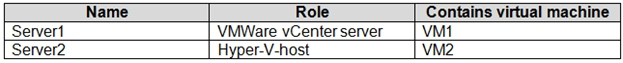 Name Role Contains virtual machine
Server1 VMWare vCenter server VM1
Server2 Hyper-V-host VM2